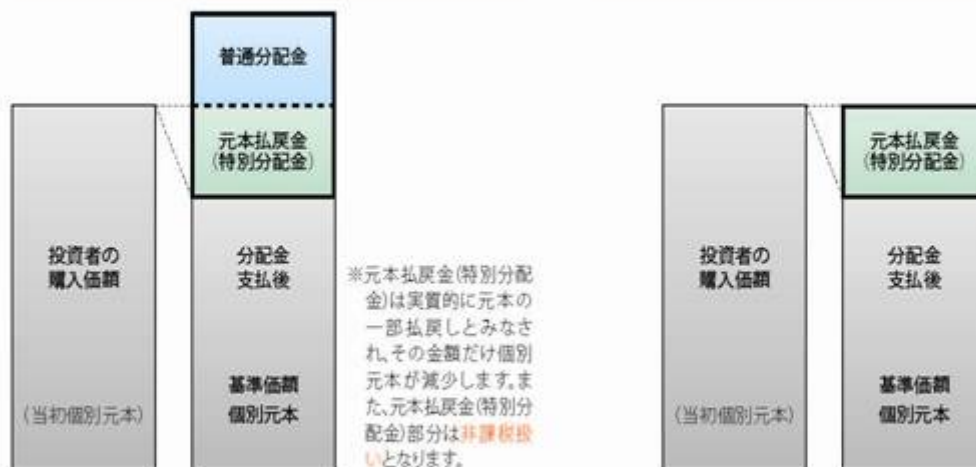 普通分配金
元本払戻金
(特別分配金)
投資者の
購入価額
(当初個別元本)
分配金
支払後
基準価額
個別元本
※元本払戻金(特別分配
金)は実質的に元本の
一部払戻しとみなさ
れ、その金額だけ個別
元本が減少します。ま
た、元本払戻金(特別分
配金)部分は非課税扱
いとなります。
元本払戻金
(特別分配金)
投資者の
購入価額
(当初個別元本)
分配金
支払後
基準価額
個別元本